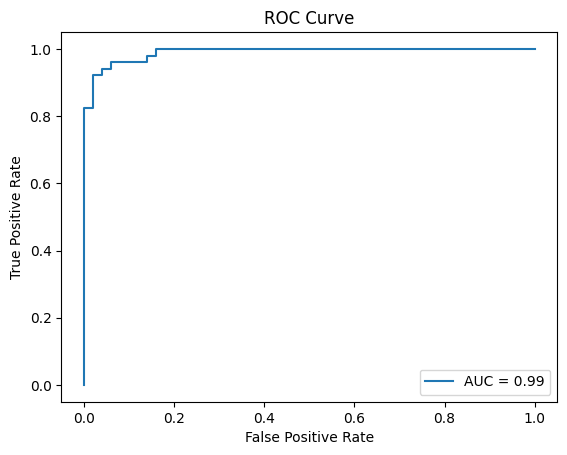 ROC Curve
1.0
0.8
0.6
0.4
0.2
0.0
True Positive Rate
AUC = 0.99
0.0 0.2 0.4 0.6 0.8 1.0
False Positive Rate